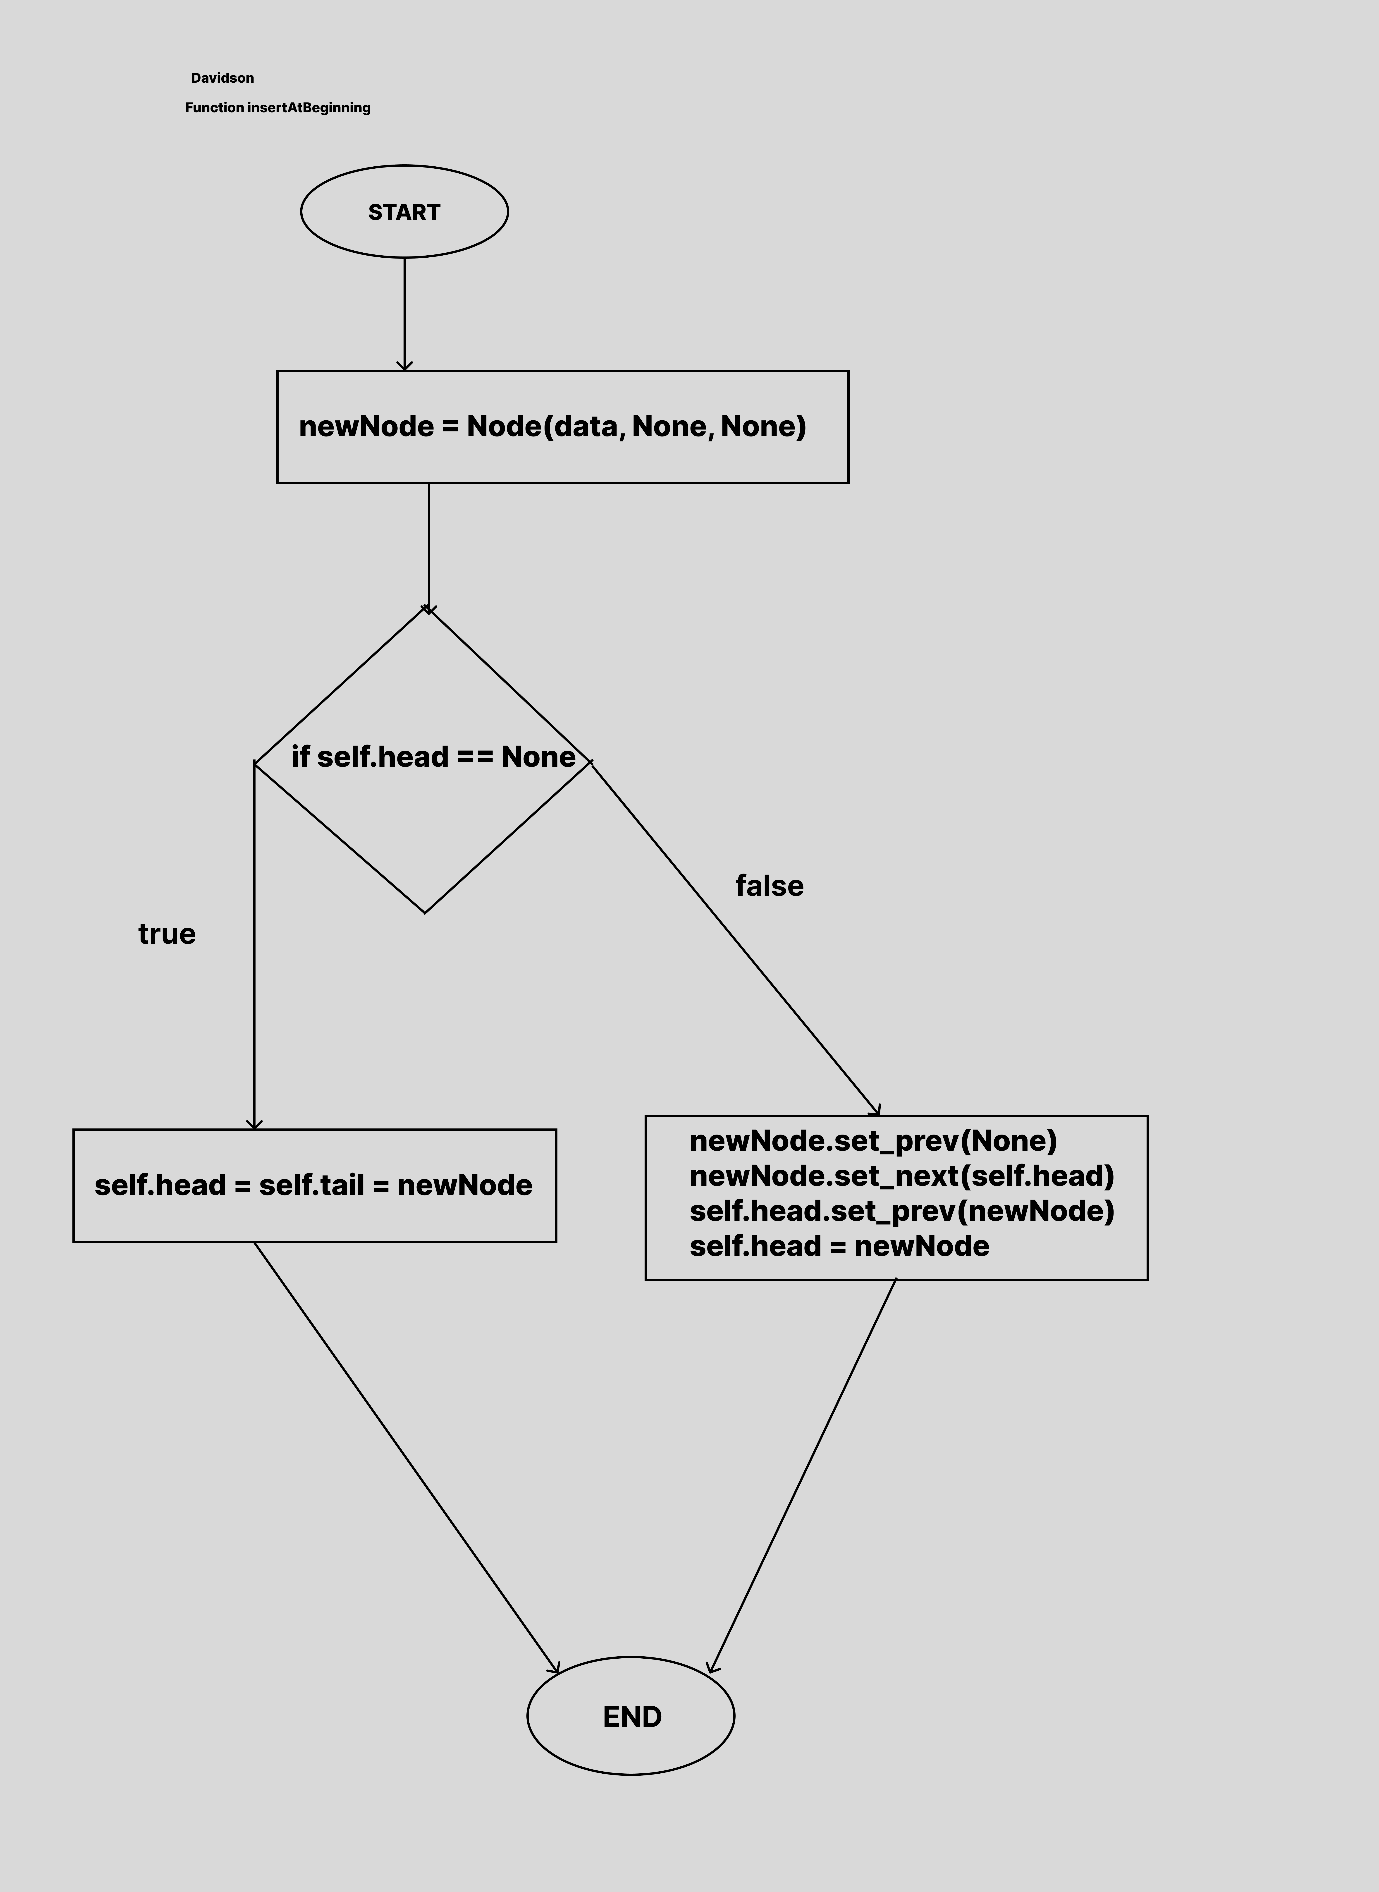 Davidson
Function insertAtBeginning
START
newNode = Node(data, None, None)
if self.head == None
false
true
newNode.set_prev(None)
newNode.set_next(self.head)
self.head.set_prev(newNode)
self.head = newNode
self.head = self.tail = newNode
END